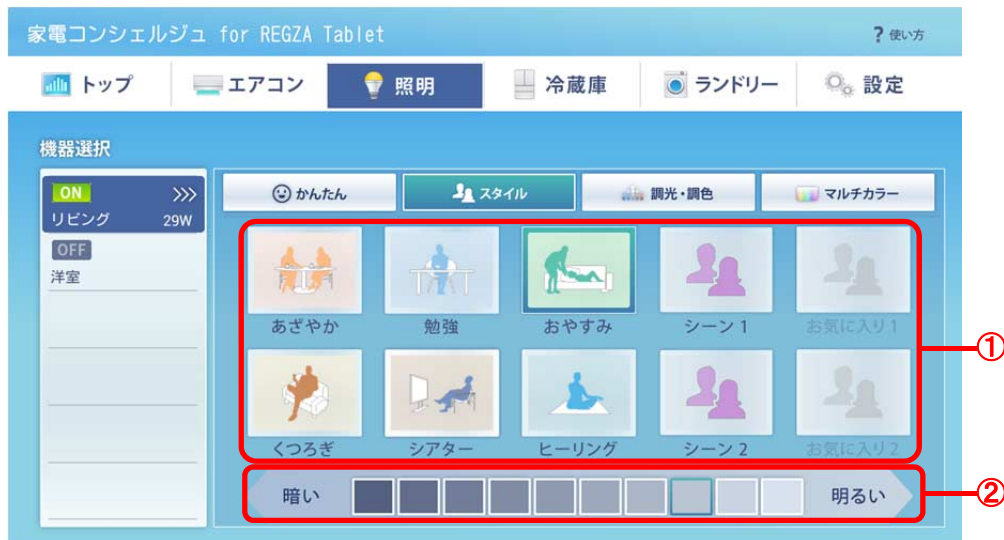 家電コンシェルジュ for REGZA Tablet
? 使い方
トップ
エアコン
照明
冷蔵庫
ランドリー
設定
機器選択
ON >>>
リビング 29W
OFF
洋室
かんたん
スタイル
調光・調色
マルチカラー
あざやか
勉強
おやすみ
シーン 1
お気に入り 1
くつろぎ
シアター
ヒーリング
シーン 2
お気に入り 2
①
暗い
明るい
②